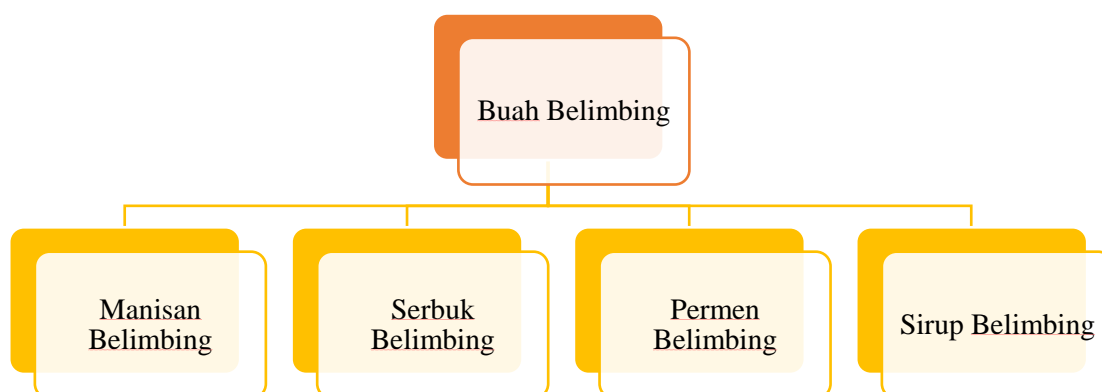 Buah Belimbing
Manisan
Belimbing
Serbuk
Belimbing
Permen
Belimbing
Sirup Belimbing